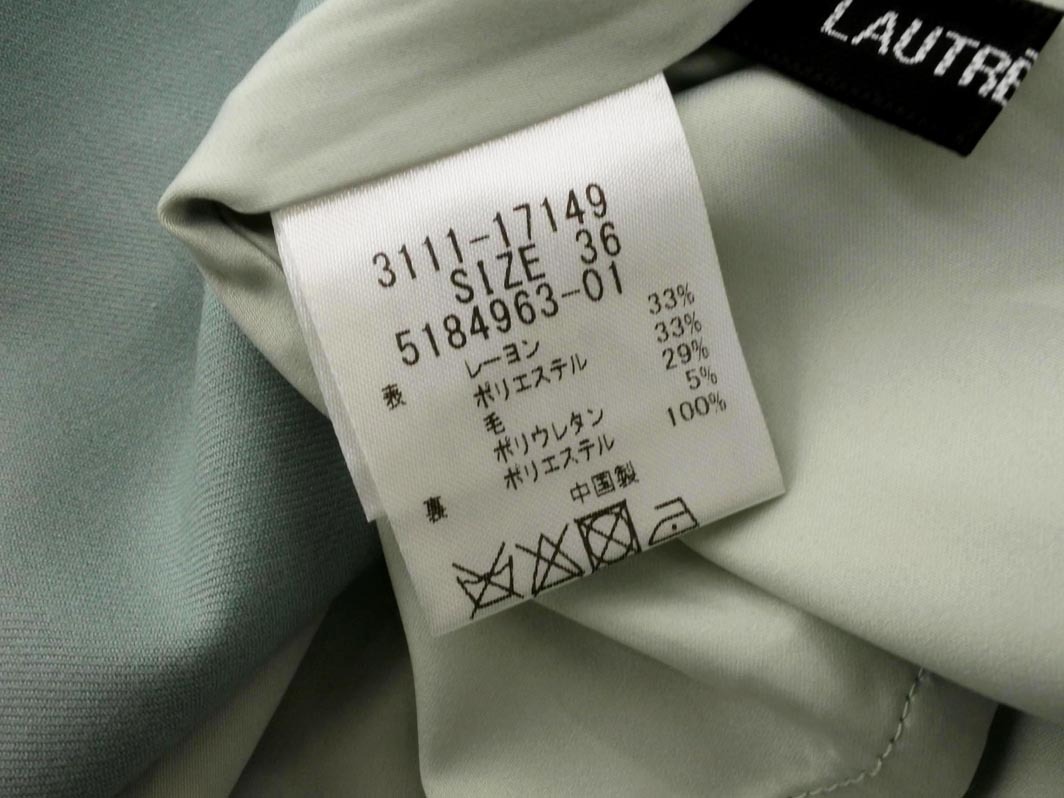 LAUTRÉ
3111-17149
SIZE 36
5184963-01
表 レーヨン 33%
ポリエステル 33%
毛 29%
ポリウレタン 5%
裏 ポリエステル 100%
中国製